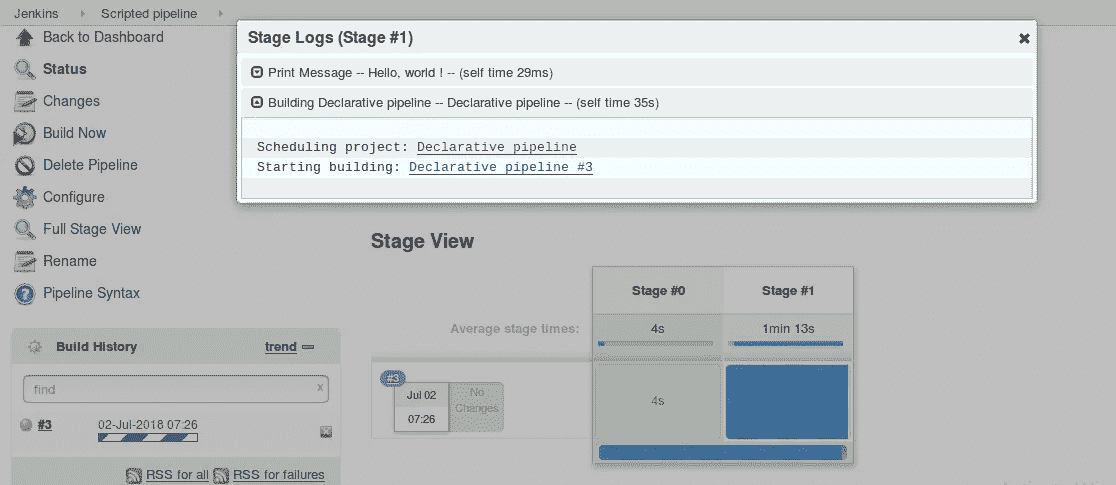 Jenkins Scripted pipeline
Back to Dashboard
Status
Changes
Build Now
Delete Pipeline
Configure
Full Stage View
Rename
Pipeline Syntax
Build History trend
find x
#3 02-Jul-2018 07:26
RSS for all RSS for failures
Stage Logs (Stage #1)
Print Message -- Hello, world ! -- (self time 29ms)
Building Declarative pipeline -- Declarative pipeline -- (self time 35s)
Scheduling project: Declarative pipeline
Starting building: Declarative pipeline #3
Stage View
Stage #0 Stage #1
Average stage times: 4s 1min 13s
#3
Jul 02
07:26
No
Changes
4s